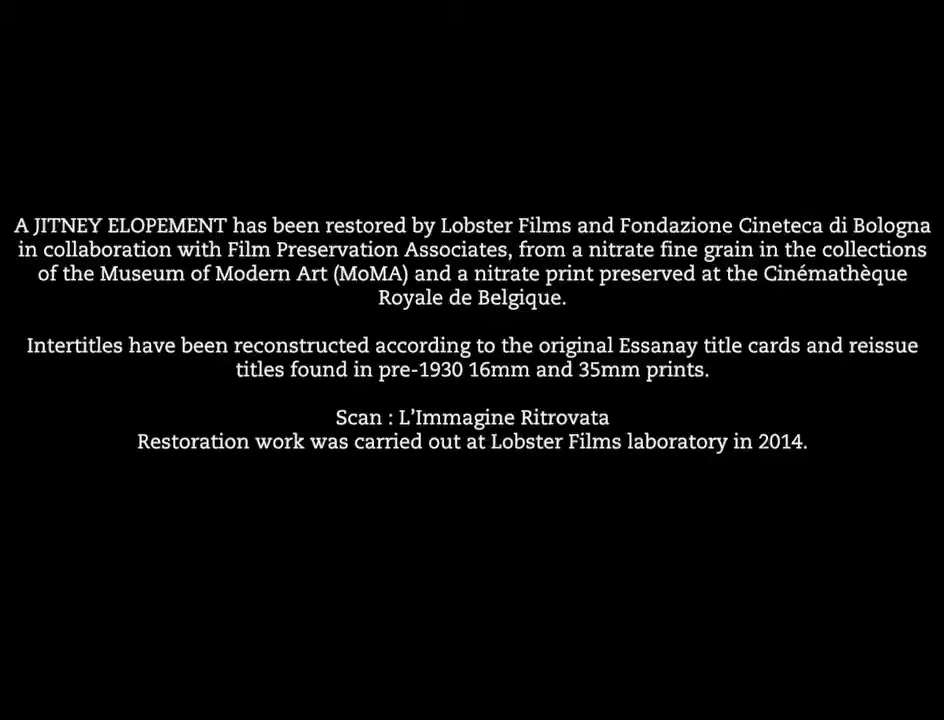 A JITNEY ELOPEMENT has been restored by Lobster Films and Fondazione Cineteca di Bologna
in collaboration with Film Preservation Associates, from a nitrate fine grain in the collections
of the Museum of Modern Art (MoMA) and a nitrate print preserved at the Cinémathèque
Royale de Belgique.
Intertitles have been reconstructed according to the original Essanay title cards and reissue
titles found in pre-1930 16mm and 35mm prints.
Scan : L’Immagine Ritrovata
Restoration work was carried out at Lobster Films laboratory in 2014.